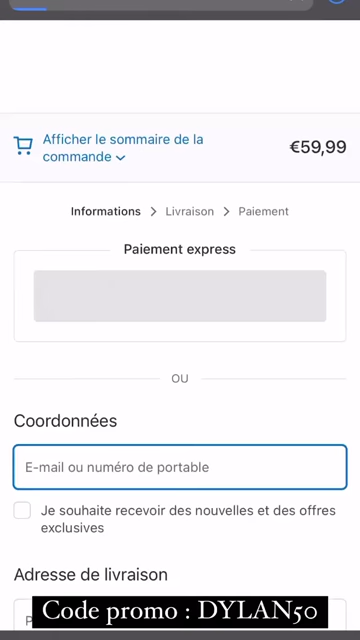 Afficher le sommaire de la
commande
€59,99
Informations > Livraison > Paiement
Paiement express
OU
Coordonnées
E-mail ou numéro de portable
Je souhaite recevoir des nouvelles et des offres
exclusives
Adresse de livraison
Code promo : DYLAN50